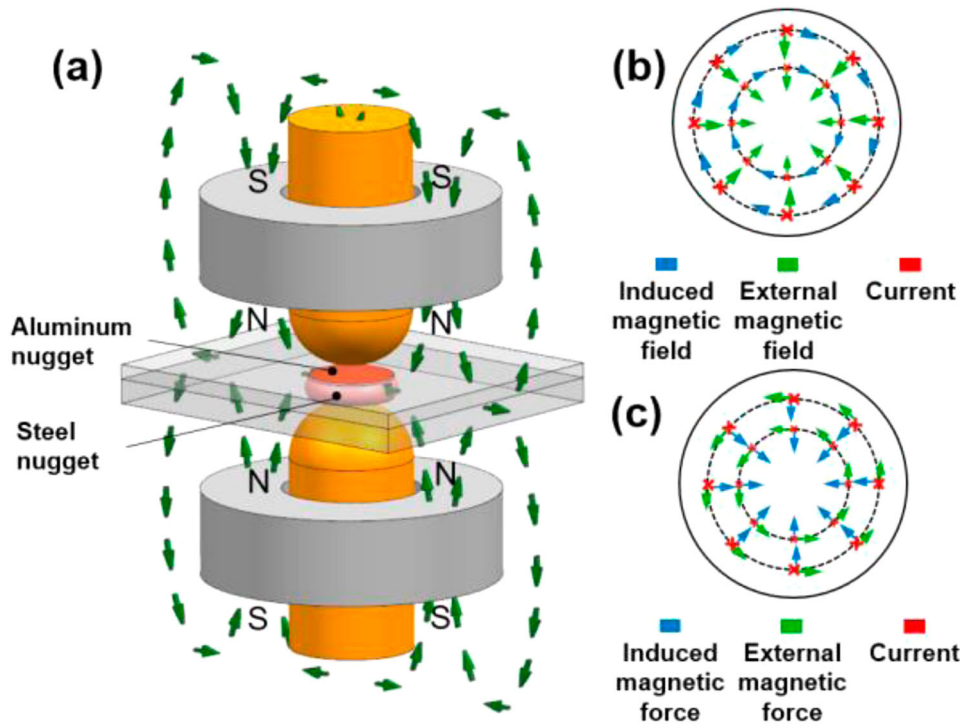 (a)
S
S
N
N
Aluminum
nugget
Steel
nugget
N
N
S
S
(b)
Induced
magnetic
field
External
magnetic
field
Current
(c)
Induced
magnetic
force
External
magnetic
force
Current